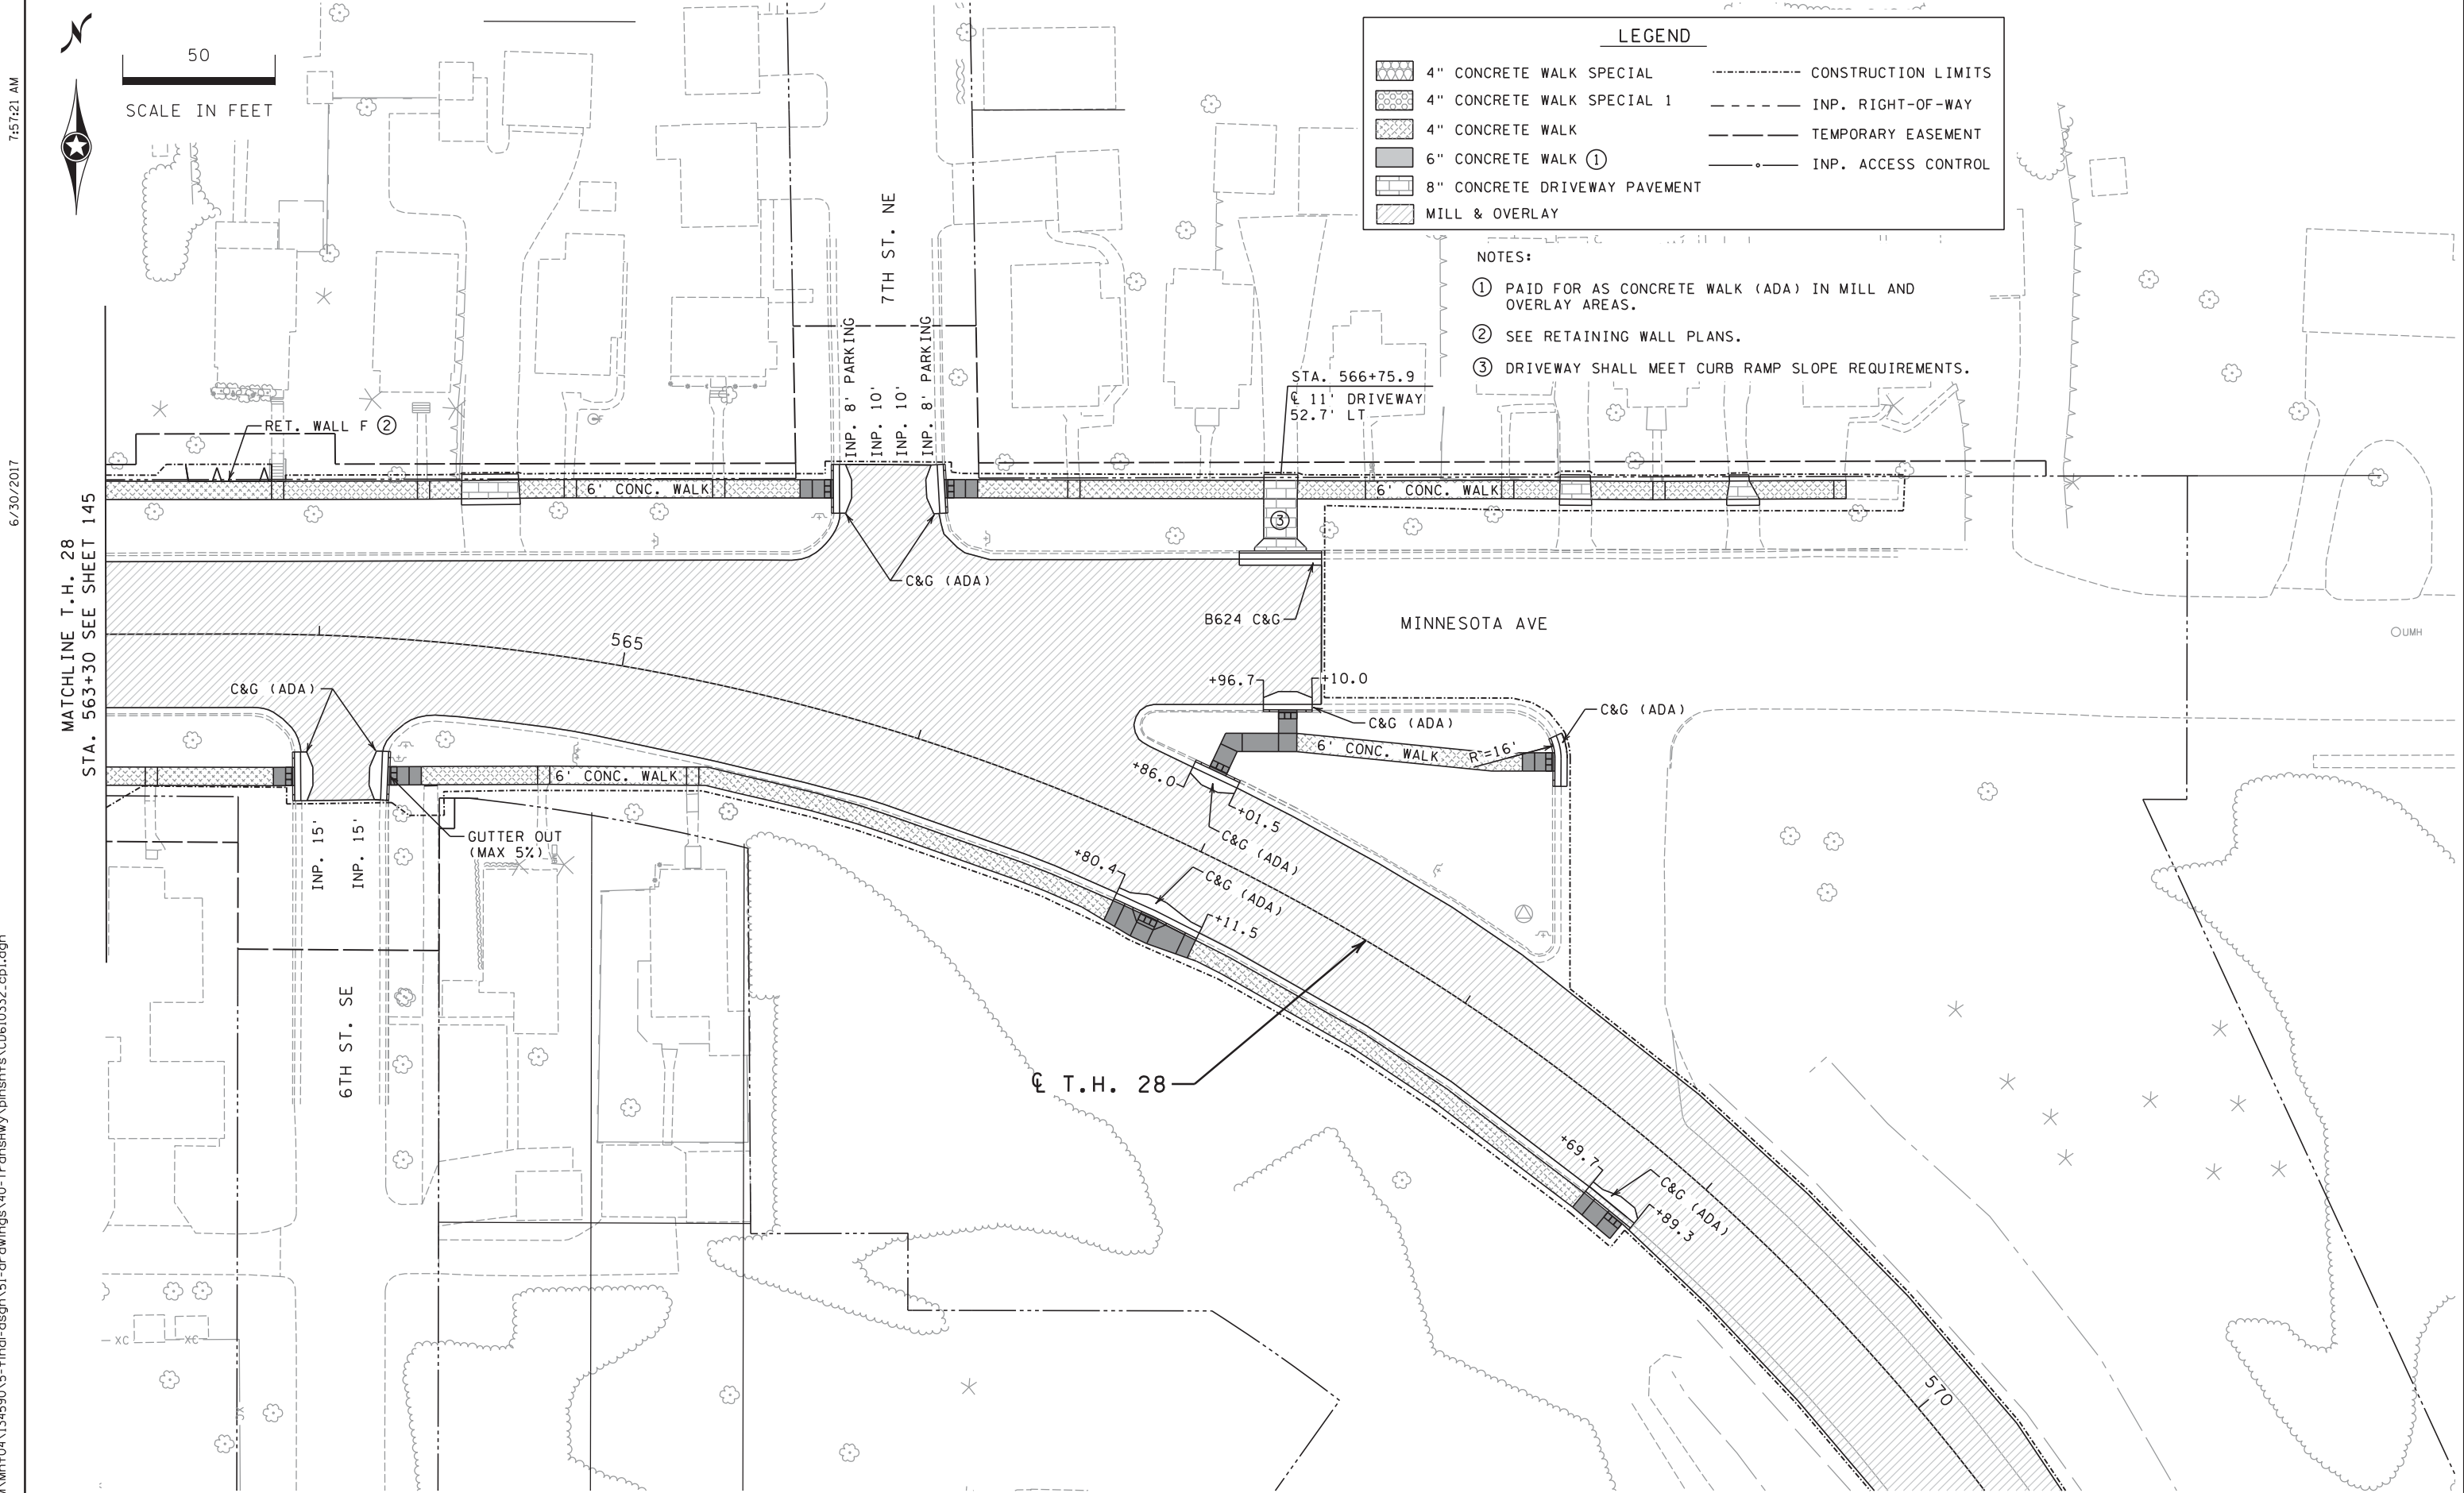 7:57:21 AM
6/30/2017
N
50
SCALE IN FEET
LEGEND
4" CONCRETE WALK SPECIAL
4" CONCRETE WALK SPECIAL 1
4" CONCRETE WALK
6" CONCRETE WALK 1
8" CONCRETE DRIVEWAY PAVEMENT
MILL & OVERLAY
CONSTRUCTION LIMITS
INP. RIGHT-OF-WAY
TEMPORARY EASEMENT
INP. ACCESS CONTROL
NOTES:
1 PAID FOR AS CONCRETE WALK (ADA) IN MILL AND
OVERLAY AREAS.
2 SEE RETAINING WALL PLANS.
3 DRIVEWAY SHALL MEET CURB RAMP SLOPE REQUIREMENTS.
7TH ST. NE
INP. 8' PARKING
INP. 10'
INP. 10'
INP. 8' PARKING
STA. 566+75.9
℄ 11' DRIVEWAY
52.7' LT
RET. WALL F 2
6' CONC. WALK
6' CONC. WALK
3
MATCHLINE T.H. 28
STA. 563+30 SEE SHEET 145
C&G (ADA)
B624 C&G
MINNESOTA AVE
UMH
565
C&G (ADA)
+96.7
+10.0
C&G (ADA)
C&G (ADA)
6' CONC. WALK
R=16'
6' CONC. WALK
+86.0
+01.5
C&G (ADA)
GUTTER OUT
(MAX 5%)
INP. 15'
INP. 15'
+80.4
C&G (ADA)
+11.5
6TH ST. SE
℄ T.H. 28
+69.7
C&G (ADA)
+89.3
XC
XC
XC
570